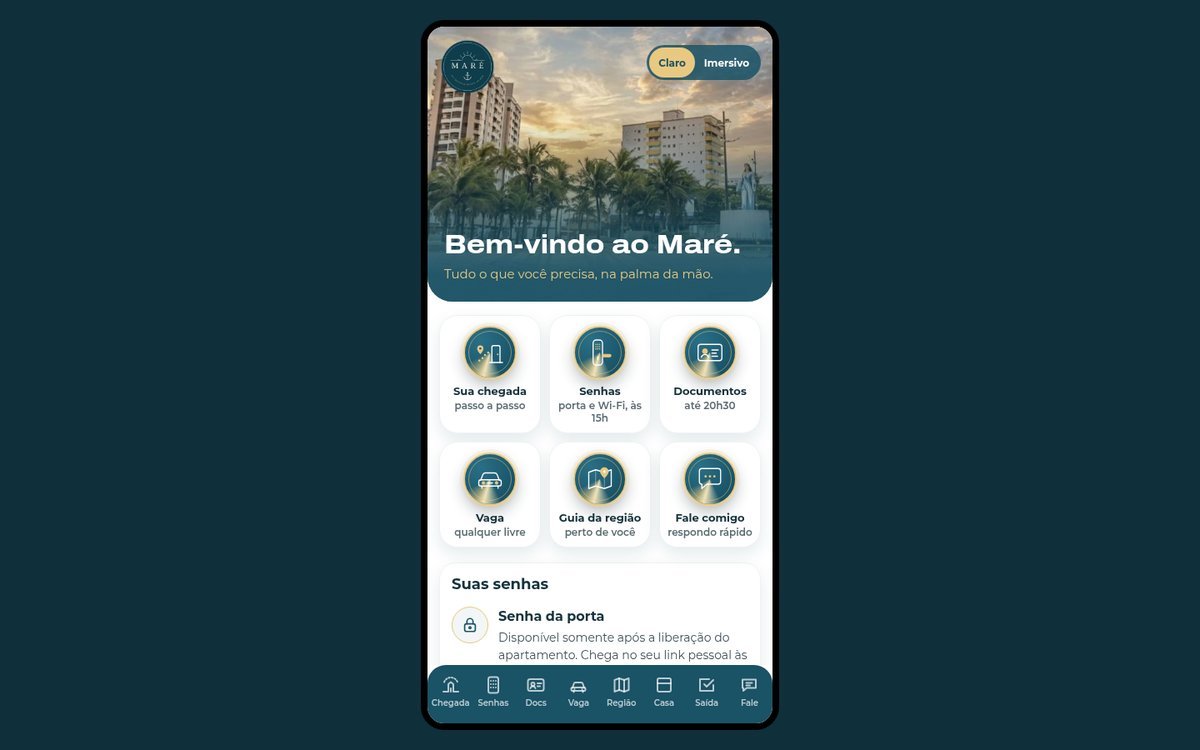 MARÉ
Claro
Imersivo
Bem-vindo ao Maré.
Tudo o que você precisa, na palma da mão.
Sua chegada
passo a passo
Senhas
porta e Wi-Fi, às
15h
Documentos
até 20h30
Vaga
qualquer livre
Guia da região
perto de você
Fale comigo
respondo rápido
Suas senhas
Senha da porta
Disponível somente após a liberação do
apartamento. Chega no seu link pessoal às
Chegada
Senhas
Docs
Vaga
Região
Casa
Saída
Fale